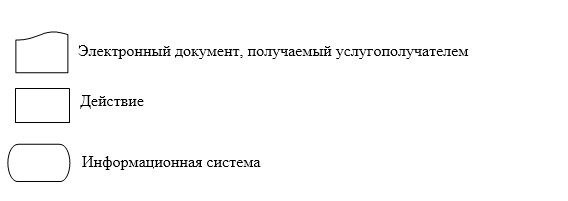 Электронный документ, получаемый услугополучателем
Действие
Информационная система